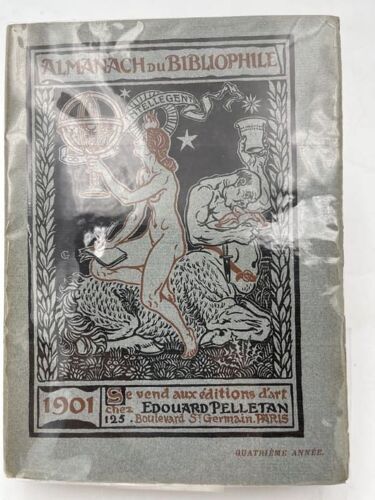 ALMANACH DU BIBLIOPHILE
1901
Se vend aux éditions d'art
chez EDOUARD PELLETAN
125. Boulevard St Germain. PARIS
QUATRIÈME ANNÉE.